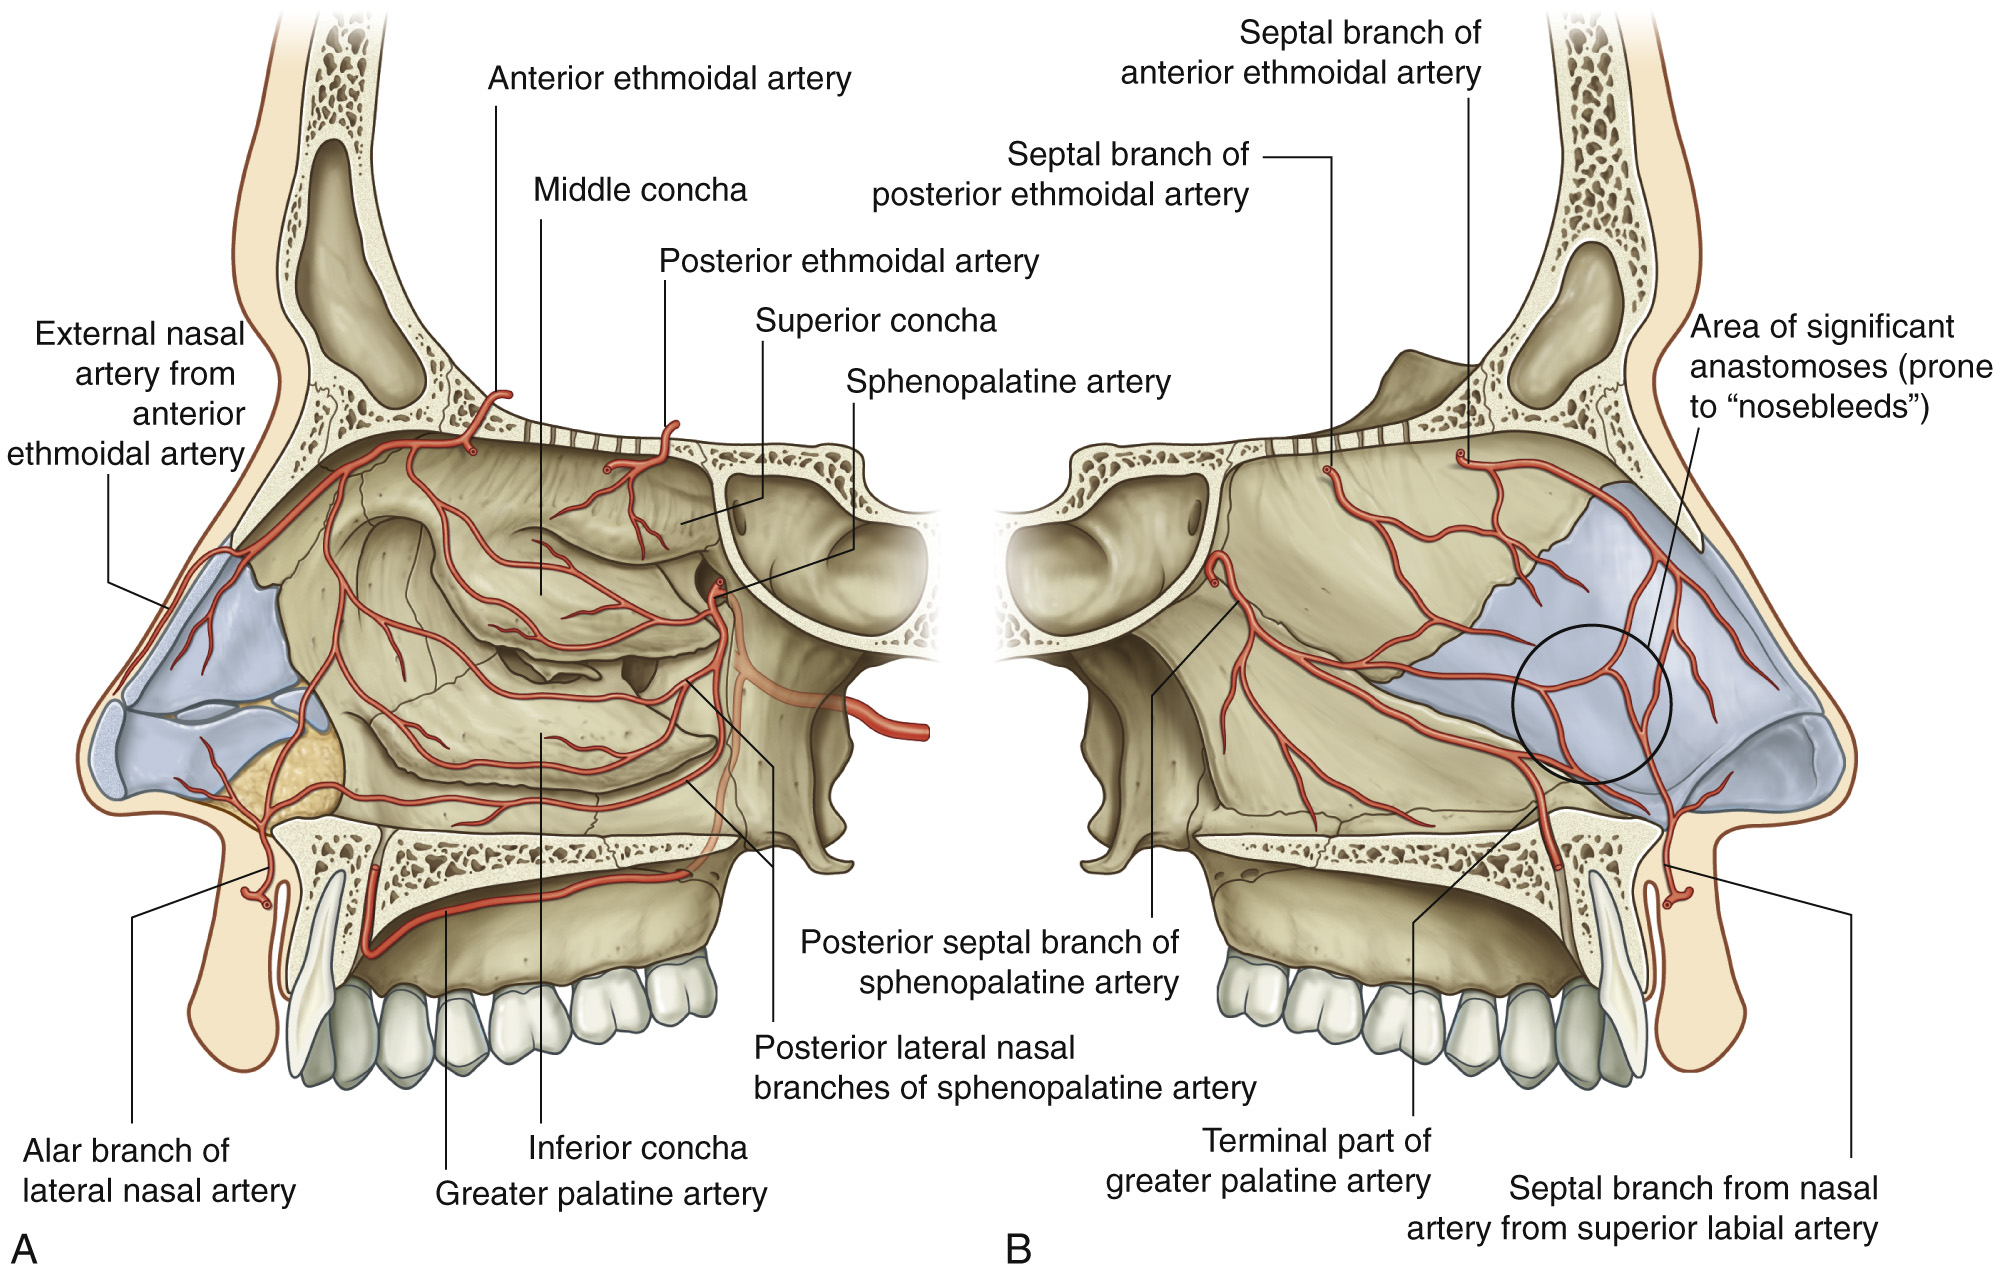 Anterior ethmoidal artery
Middle concha
Posterior ethmoidal artery
Superior concha
Sphenopalatine artery
External nasal
artery from
anterior
ethmoidal artery
Alar branch of
lateral nasal artery
Inferior concha
Greater palatine artery
Posterior lateral nasal
branches of sphenopalatine artery
A
Septal branch of
anterior ethmoidal artery
Septal branch of
posterior ethmoidal artery
Area of significant
anastomoses (prone
to “nosebleeds”)
Posterior septal branch of
sphenopalatine artery
Terminal part of
greater palatine artery
Septal branch from nasal
artery from superior labial artery
B